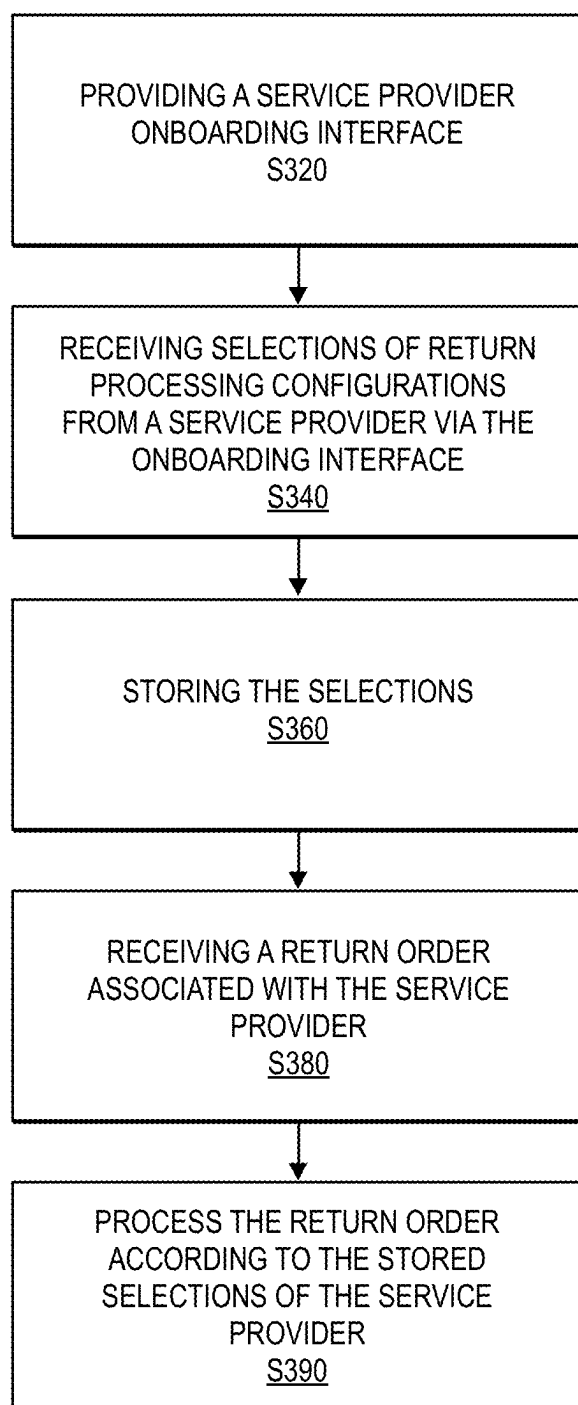 PROVIDING A SERVICE PROVIDER
ONBOARDING INTERFACE
S320
RECEIVING SELECTIONS OF RETURN
PROCESSING CONFIGURATIONS
FROM A SERVICE PROVIDER VIA THE
ONBOARDING INTERFACE
S340
STORING THE SELECTIONS
S360
RECEIVING A RETURN ORDER
ASSOCIATED WITH THE SERVICE
PROVIDER
S380
PROCESS THE RETURN ORDER
ACCORDING TO THE STORED
SELECTIONS OF THE SERVICE
PROVIDER
S390